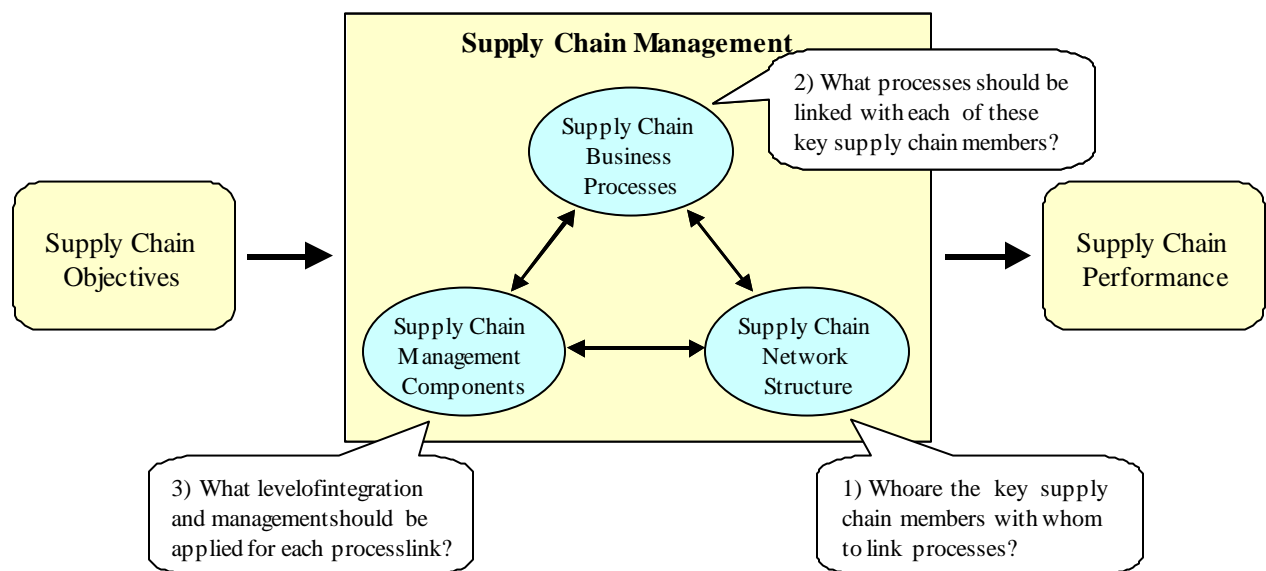 Supply Chain Management
2) What processes should be
linked with each of these
key supply chain members?
Supply Chain
Business
Processes
Supply Chain
Objectives
Supply Chain
Performance
Supply Chain
Management
Components
Supply Chain
Network
Structure
3) What levelofintegration
and managementshould be
applied for each processlink?
1) Whoare the key supply
chain members with whom
to link processes?